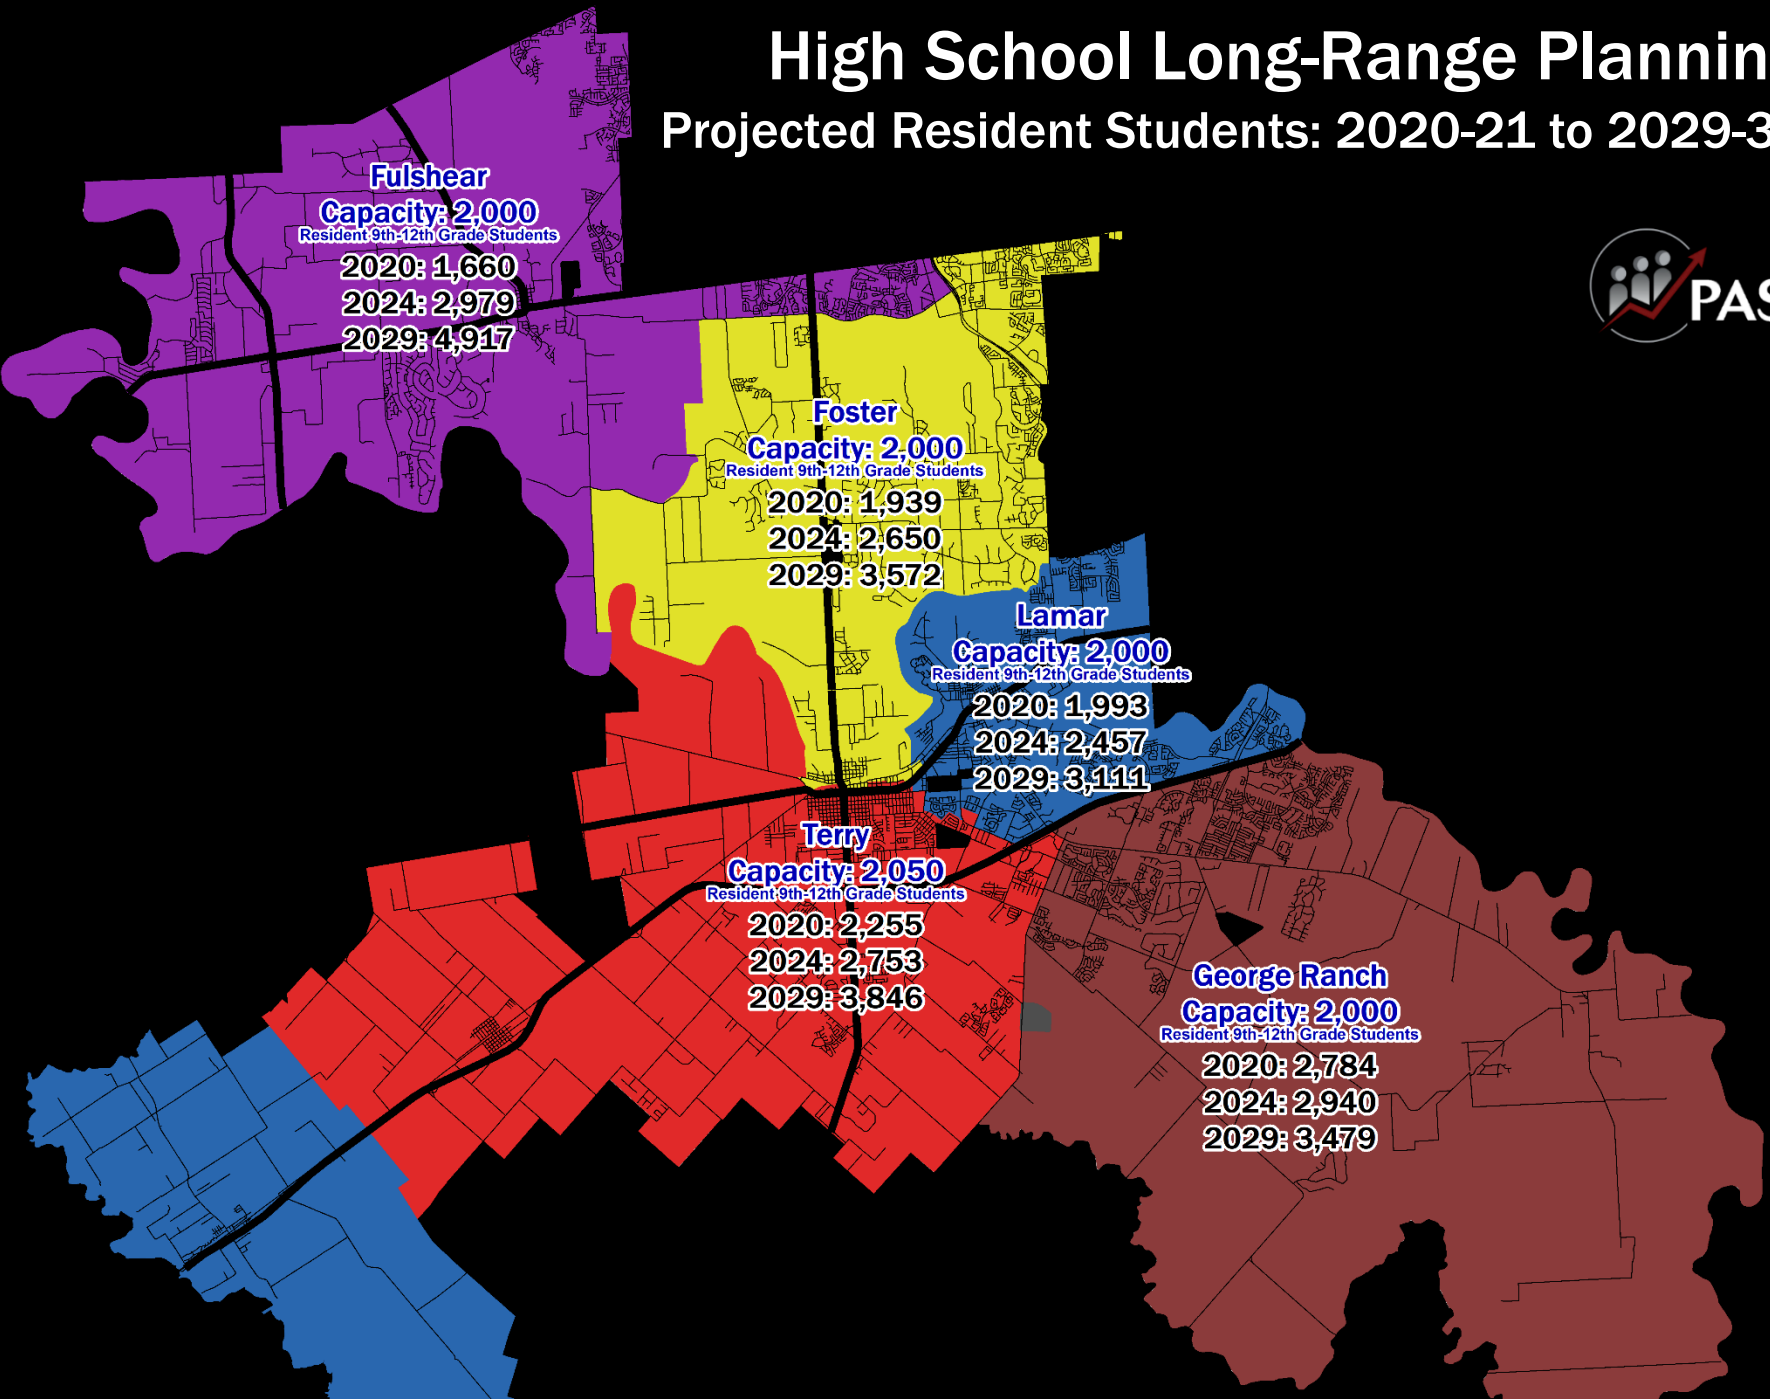 High School Long-Range Plannin
Projected Resident Students: 2020-21 to 2029-3
PAS
Fulshear
Capacity: 2,000
Resident 9th-12th Grade Students
2020: 1,660
2024: 2,979
2029: 4,917
Foster
Capacity: 2,000
Resident 9th-12th Grade Students
2020: 1,939
2024: 2,650
2029: 3,572
Lamar
Capacity: 2,000
Resident 9th-12th Grade Students
2020: 1,993
2024: 2,457
2029: 3,111
Terry
Capacity: 2,050
Resident 9th-12th Grade Students
2020: 2,255
2024: 2,753
2029: 3,846
George Ranch
Capacity: 2,000
Resident 9th-12th Grade Students
2020: 2,784
2024: 2,940
2029: 3,479